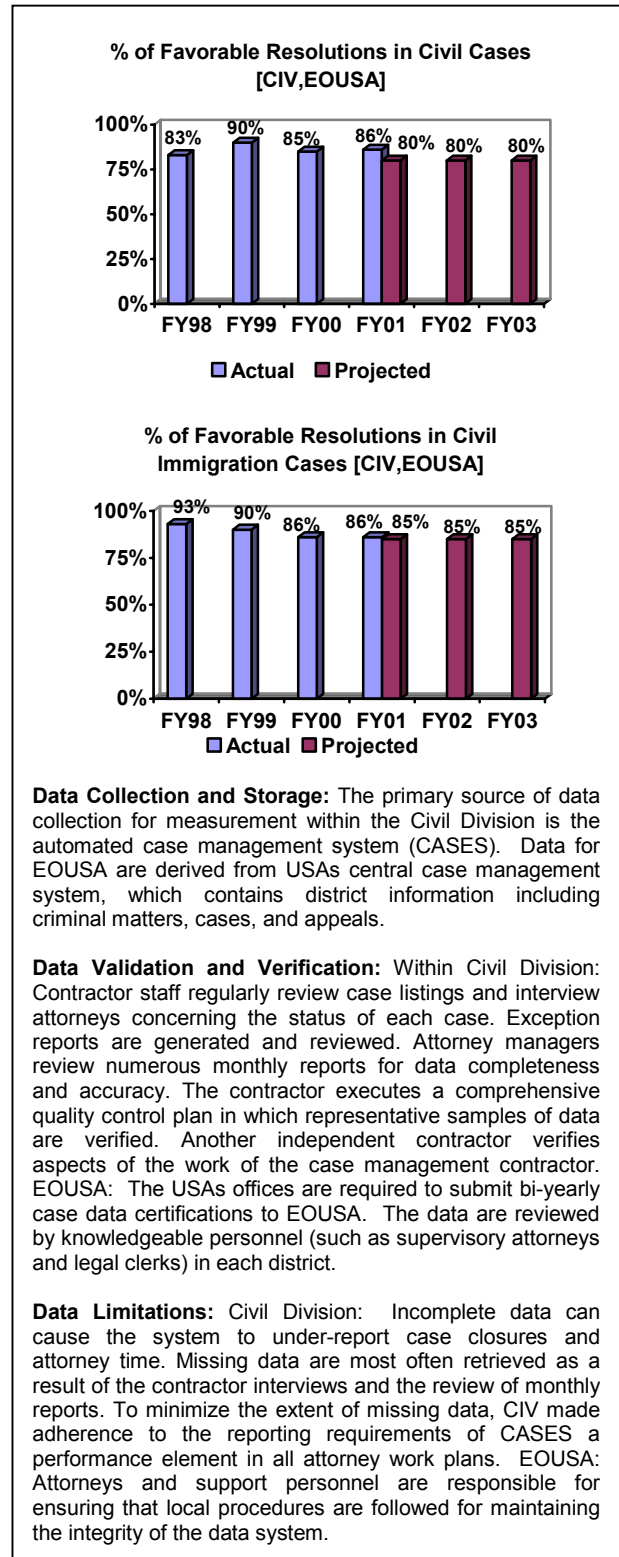 % of Favorable Resolutions in Civil Cases
[CIV,EOUSA]
100%
75%
50%
25%
0%
83%
90%
85%
86%
80%
80%
80%
FY98 FY99 FY00 FY01 FY02 FY03
Actual Projected
% of Favorable Resolutions in Civil
Immigration Cases [CIV,EOUSA]
100%
75%
50%
25%
0%
93%
90%
86%
86%
85%
85%
85%
FY98 FY99 FY00 FY01 FY02 FY03
Actual Projected
Data Collection and Storage: The primary source of data
collection for measurement within the Civil Division is the
automated case management system (CASES). Data for
EOUSA are derived from USAs central case management
system, which contains district information including
criminal matters, cases, and appeals.
Data Validation and Verification: Within Civil Division:
Contractor staff regularly review case listings and interview
attorneys concerning the status of each case. Exception
reports are generated and reviewed. Attorney managers
review numerous monthly reports for data completeness
and accuracy. The contractor executes a comprehensive
quality control plan in which representative samples of data
are verified. Another independent contractor verifies
aspects of the work of the case management contractor.
EOUSA: The USAs offices are required to submit bi-yearly
case data certifications to EOUSA. The data are reviewed
by knowledgeable personnel (such as supervisory attorneys
and legal clerks) in each district.
Data Limitations: Civil Division: Incomplete data can
cause the system to under-report case closures and
attorney time. Missing data are most often retrieved as a
result of the contractor interviews and the review of monthly
reports. To minimize the extent of missing data, CIV made
adherence to the reporting requirements of CASES a
performance element in all attorney work plans. EOUSA:
Attorneys and support personnel are responsible for
ensuring that local procedures are followed for maintaining
the integrity of the data system.